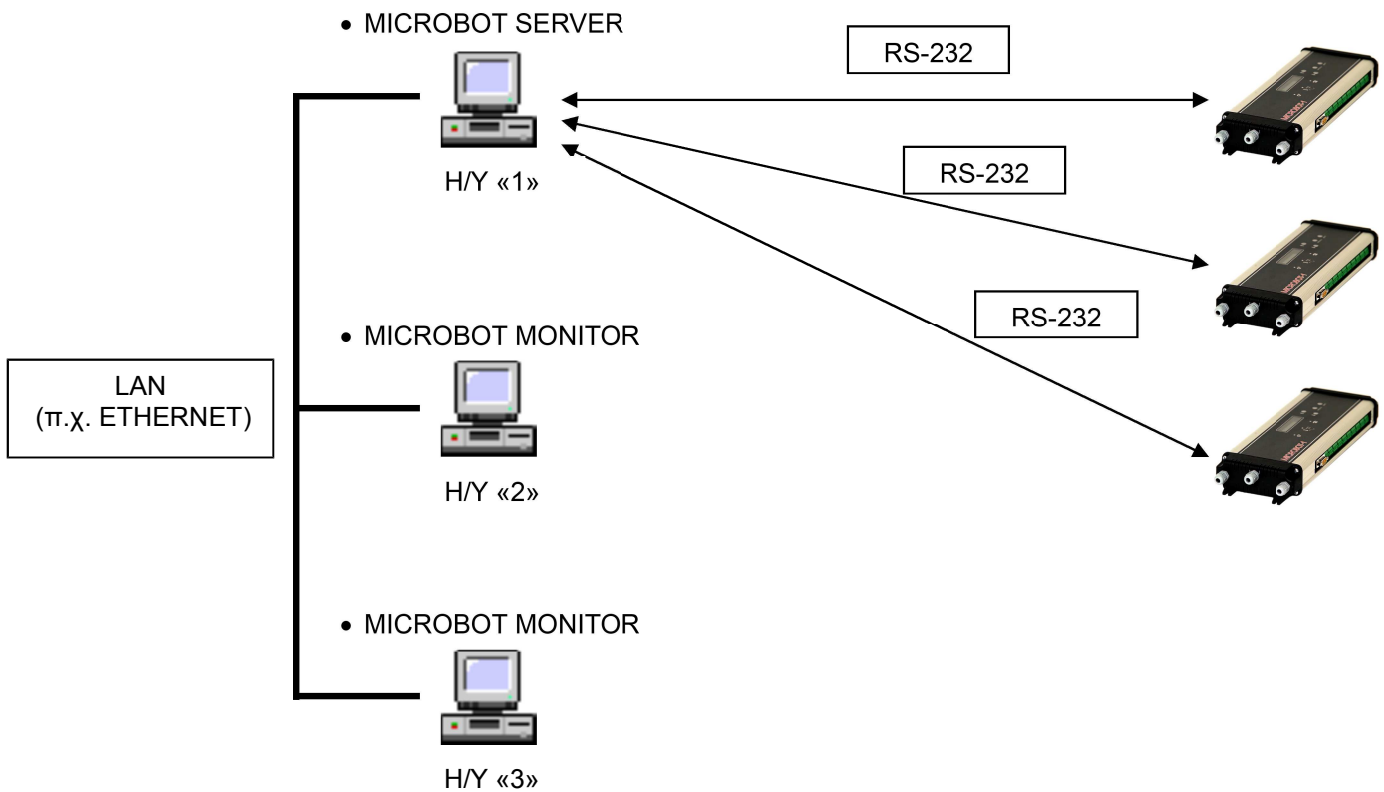 • MICROBOT SERVER
RS-232
H/Y «1»
RS-232
RS-232
• MICROBOT MONITOR
LAN
(π.χ. ETHERNET)
H/Y «2»
• MICROBOT MONITOR
H/Y «3»